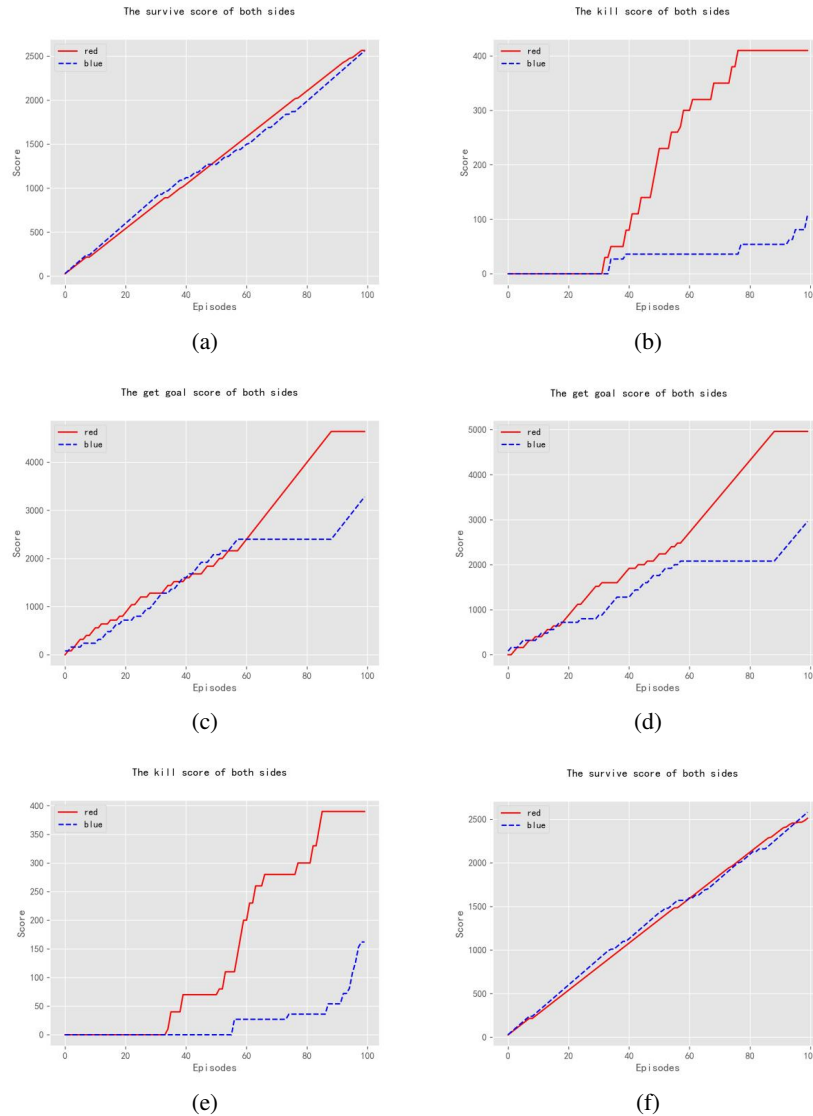 The survive score of both sides
red
blue
2500
2000
1500
1000
500
0
Score
0 20 40 60 80 100
Episodes
(a)
The kill score of both sides
red
blue
400
300
200
100
0
Score
0 20 40 60 80 100
Episodes
(b)
The get goal score of both sides
red
blue
4000
3000
2000
1000
0
Score
0 20 40 60 80 100
Episodes
(c)
The get goal score of both sides
red
blue
5000
4000
3000
2000
1000
0
Score
0 20 40 60 80 100
Episodes
(d)
The kill score of both sides
red
blue
400
350
300
250
200
150
100
50
0
Score
0 20 40 60 80 100
Episodes
(e)
The survive score of both sides
red
blue
2500
2000
1500
1000
500
0
Score
0 20 40 60 80 100
Episodes
(f)